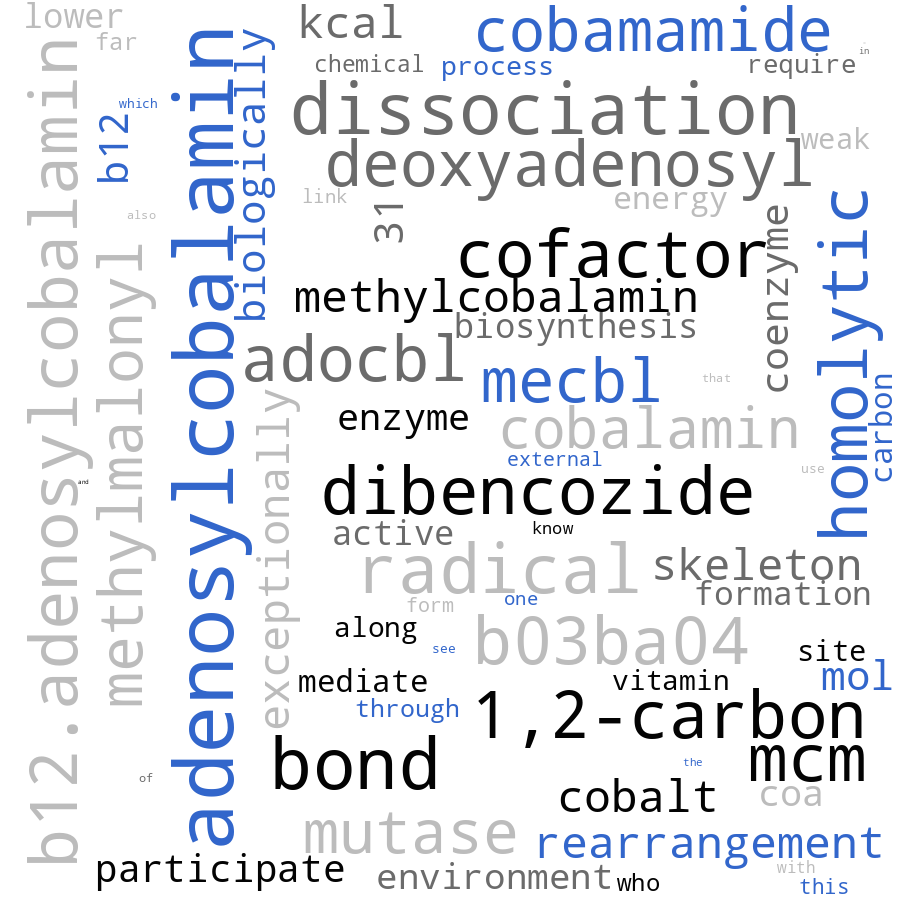 lower
kcal
cobamamide
far
in
chemical
process
require
b12.adenosylcobalamin
adenosylcobalamin
biologically
dissociation
which
b12
weak
deoxyadenosyl
link
energy
also
31
coenzyme
homolytic
cofactor
methylmalonyl
methylcobalamin
biosynthesis
adocbl
mecbl
that
carbon
exceptionally
enzyme
cobalamin
external
use
and
dibencozide
active
know
radical
skeleton
form
one
formation
along
see
b03ba04
site
mediate
vitamin
mol
through
1,2-carbon
bond
the
mcm
of
cobalt
coa
mutase
rearrangement
participate
environment
who
with
this